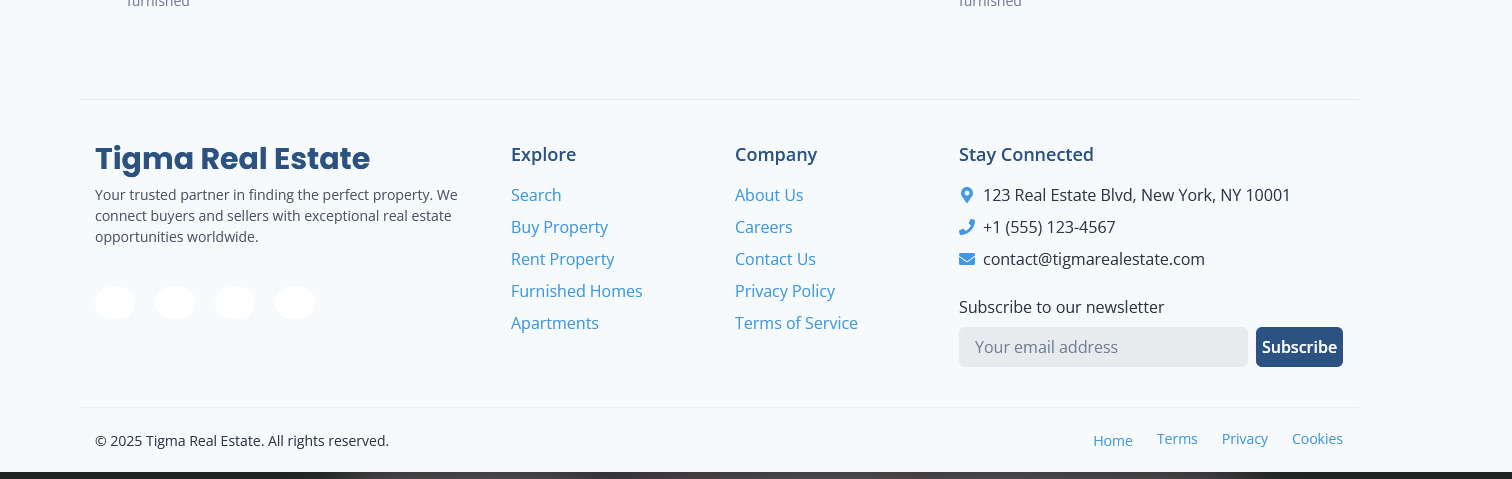 furnished
furnished
Tigma Real Estate
Your trusted partner in finding the perfect property. We
connect buyers and sellers with exceptional real estate
opportunities worldwide.
Explore
Search
Buy Property
Rent Property
Furnished Homes
Apartments
Company
About Us
Careers
Contact Us
Privacy Policy
Terms of Service
Stay Connected
123 Real Estate Blvd, New York, NY 10001
+1 (555) 123-4567
contact@tigmarealestate.com
Subscribe to our newsletter
Your email address
Subscribe
© 2025 Tigma Real Estate. All rights reserved.
Home
Terms
Privacy
Cookies